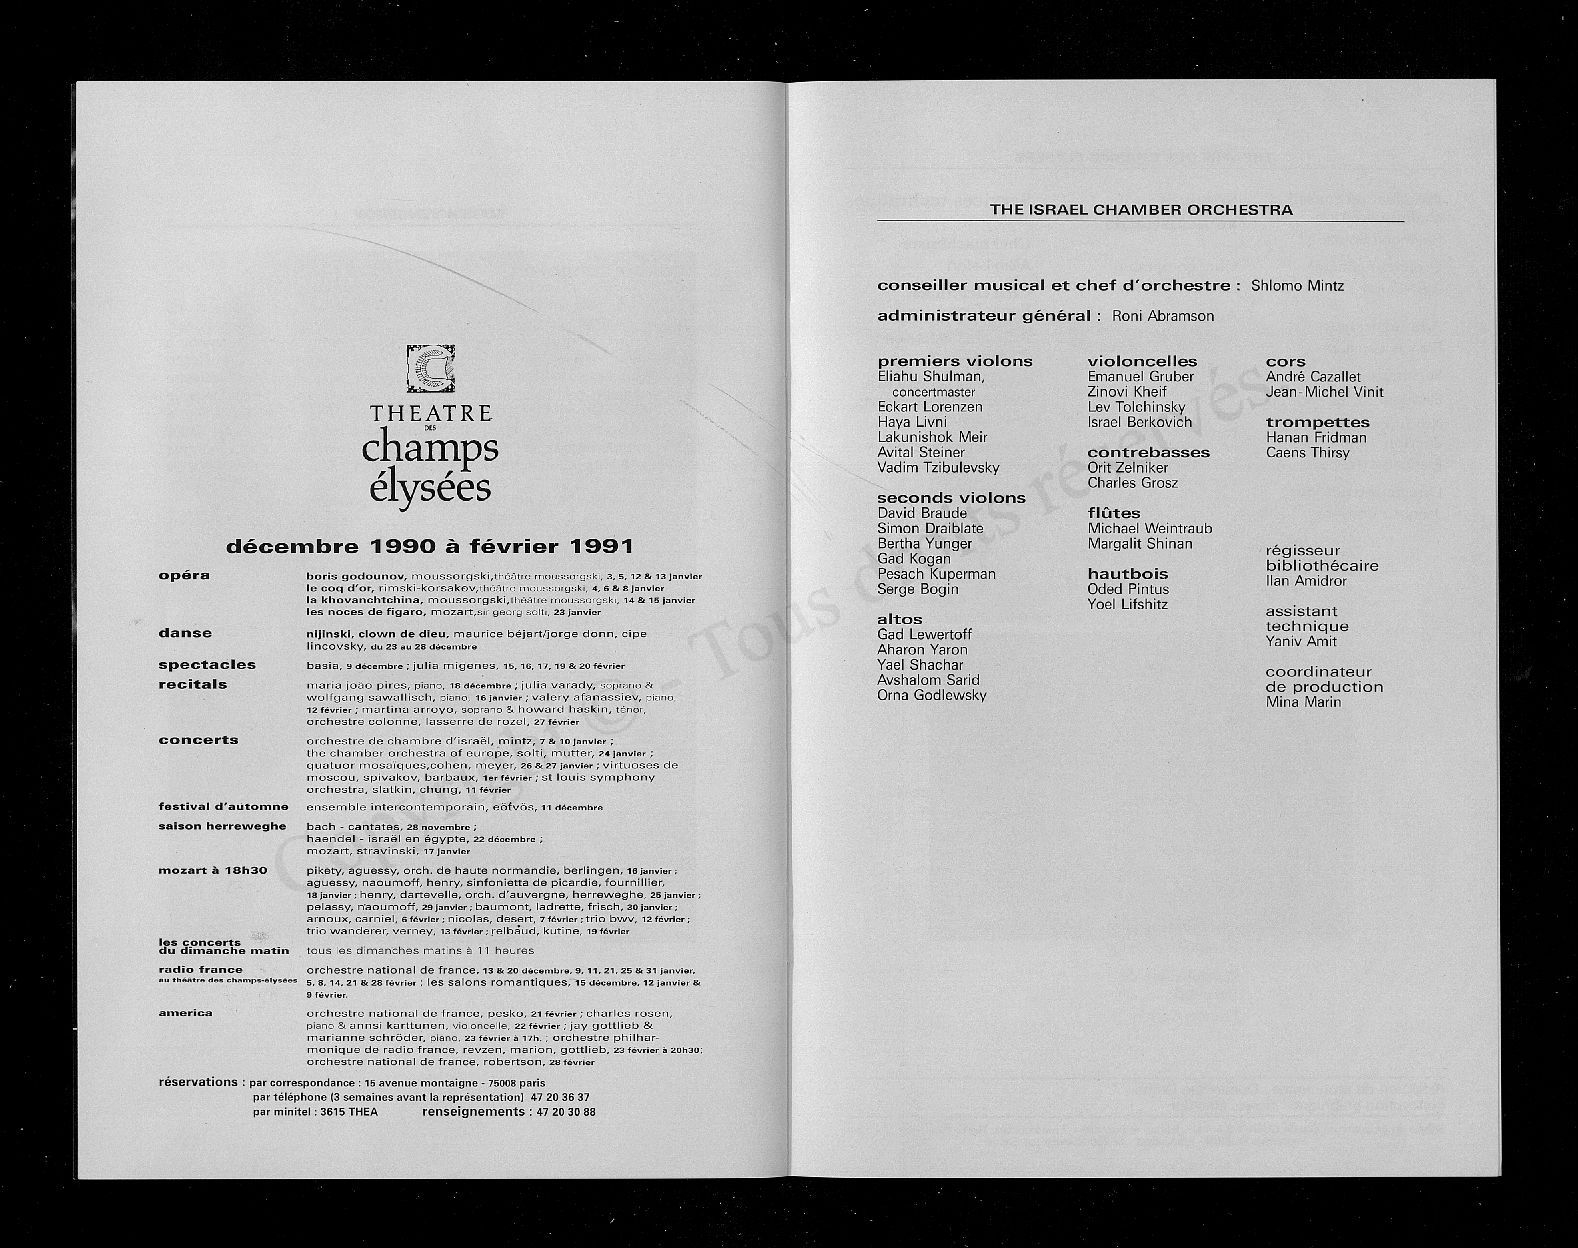 THEATRE
DES
champs
élysées
décembre 1990 à février 1991
opéra boris godounov, moussorgski, théâtre moussorgski, 3, 5, 12 & 13 janvier
le coq d'or, rimski-korsakov, théâtre moussorgski, 4, 6 & 8 janvier
la khovanchtchina, moussorgski, théâtre moussorgski, 14 & 15 janvier
les noces de figaro, mozart, sir georg solti, 23 janvier
danse nijinski, clown de dieu, maurice béjart/jorge donn, cipe
lincovsky, du 23 au 28 décembre
spectacles basia, 9 décembre ; julia migenes, 15, 16, 17, 19 & 20 février
recitals maria joão pires, piano, 18 décembre ; julia varady, soprano &
wolfgang sawallisch, piano, 16 janvier ; valery afanassiev, piano,
12 février ; martina arroyo, soprano & howard haskin, ténor,
orchestre colonne, lasserre de rozel, 27 février
concerts orchestre de chambre d'israël, mintz, 7 & 10 janvier ;
the chamber orchestra of europe, solti, mutter, 24 janvier ;
quatuor mosaïques, cohen, meyer, 26 & 27 janvier ; virtuoses de
moscou, spivakov, barbaux, 1er février ; st louis symphony
orchestra, slatkin, chung, 11 février
festival d'automne ensemble intercontemporain, eötvös, 11 décembre
saison herreweghe bach - cantates, 28 novembre ;
haendel - israël en égypte, 22 décembre ;
mozart, stravinski, 17 janvier
mozart à 18h30 pikety, aguessy, orch. de haute normandie, berlingen, 16 janvier ;
aguessy, naoumoff, henry, sinfonietta de picardie, fournillier,
18 janvier ; henry, dartevelle, orch. d'auvergne, herreweghe, 25 janvier ;
pelassy, naoumoff, 29 janvier ; baumont, ladrette, frisch, 30 janvier ;
arnoux, carniel, 6 février ; nicolas, desert, 7 février ; trio bwv, 12 février ;
trio wanderer, verney, 13 février ; reibaud, kutine, 19 février
les concerts
du dimanche matin tous les dimanches matins à 11 heures
radio france orchestre national de france, 13 & 20 décembre, 9, 11, 21, 25 & 31 janvier,
au théâtre des champs-élysées 5, 8, 14, 21 & 28 février ; les salons romantiques, 15 décembre, 12 janvier &
9 février.
america orchestre national de france, pesko, 21 février ; charles rosen,
piano & annsi karttunen, violoncelle, 22 février ; jay gottlieb &
marianne schröder, piano, 23 février à 17h. ; orchestre philhar-
monique de radio france, revzen, marion, gottlieb, 23 février à 20h30;
orchestre national de france, robertson, 28 février
réservations : par correspondance : 15 avenue montaigne - 75008 paris
par téléphone (3 semaines avant la représentation) 47 20 36 37
par minitel : 3615 THEA renseignements : 47 20 30 88
THE ISRAEL CHAMBER ORCHESTRA
conseiller musical et chef d'orchestre : Shlomo Mintz
administrateur général : Roni Abramson
premiers violons
Eliahu Shulman,
concertmaster
Eckart Lorenzen
Haya Livni
Lakunishok Meir
Avital Steiner
Vadim Tzibulevsky
seconds violons
David Braude
Simon Draiblate
Bertha Yunger
Gad Kogan
Pesach Kuperman
Serge Bogin
altos
Gad Lewertoff
Aharon Yaron
Yael Shachar
Avshalom Sarid
Orna Godlewsky
violoncelles
Emanuel Gruber
Zinovi Kheif
Lev Tolchinsky
Israel Berkovich
contrebasses
Orit Zelniker
Charles Grosz
flûtes
Michael Weintraub
Margalit Shinan
hautbois
Oded Pintus
Yoel Lifshitz
cors
André Cazallet
Jean-Michel Vinit
trompettes
Hanan Fridman
Caens Thirsy
régisseur
bibliothécaire
Ilan Amidror
assistant
technique
Yaniv Amit
coordinateur
de production
Mina Marin
Copyright © - Tous droits réservés